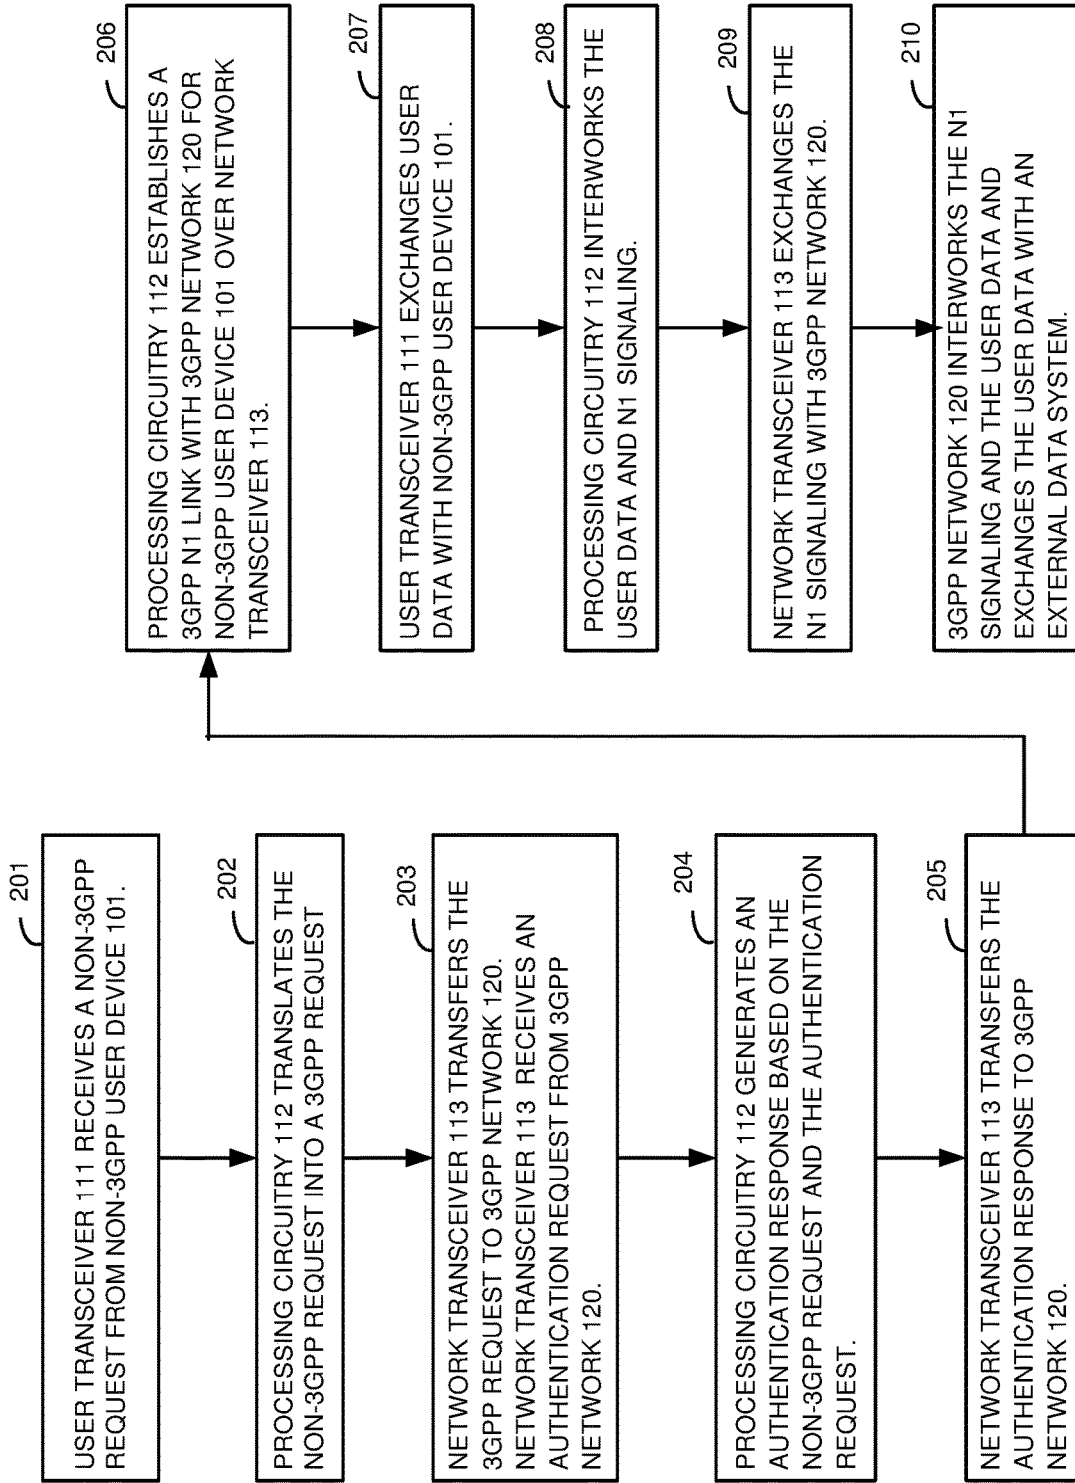 201
USER TRANSCEIVER 111 RECEIVES A NON-3GPP
REQUEST FROM NON-3GPP USER DEVICE 101.
202
PROCESSING CIRCUITRY 112 TRANSLATES THE
NON-3GPP REQUEST INTO A 3GPP REQUEST
203
NETWORK TRANSCEIVER 113 TRANSFERS THE
3GPP REQUEST TO 3GPP NETWORK 120.
NETWORK TRANSCEIVER 113 RECEIVES AN
AUTHENTICATION REQUEST FROM 3GPP
NETWORK 120.
204
PROCESSING CIRCUITRY 112 GENERATES AN
AUTHENTICATION RESPONSE BASED ON THE
NON-3GPP REQUEST AND THE AUTHENTICATION
REQUEST.
205
NETWORK TRANSCEIVER 113 TRANSFERS THE
AUTHENTICATION RESPONSE TO 3GPP
NETWORK 120.
206
PROCESSING CIRCUITRY 112 ESTABLISHES A
3GPP N1 LINK WITH 3GPP NETWORK 120 FOR
NON-3GPP USER DEVICE 101 OVER NETWORK
TRANSCEIVER 113.
207
USER TRANSCEIVER 111 EXCHANGES USER
DATA WITH NON-3GPP USER DEVICE 101.
208
PROCESSING CIRCUITRY 112 INTERWORKS THE
USER DATA AND N1 SIGNALING.
209
NETWORK TRANSCEIVER 113 EXCHANGES THE
N1 SIGNALING WITH 3GPP NETWORK 120.
210
3GPP NETWORK 120 INTERWORKS THE N1
SIGNALING AND THE USER DATA AND
EXCHANGES THE USER DATA WITH AN
EXTERNAL DATA SYSTEM.